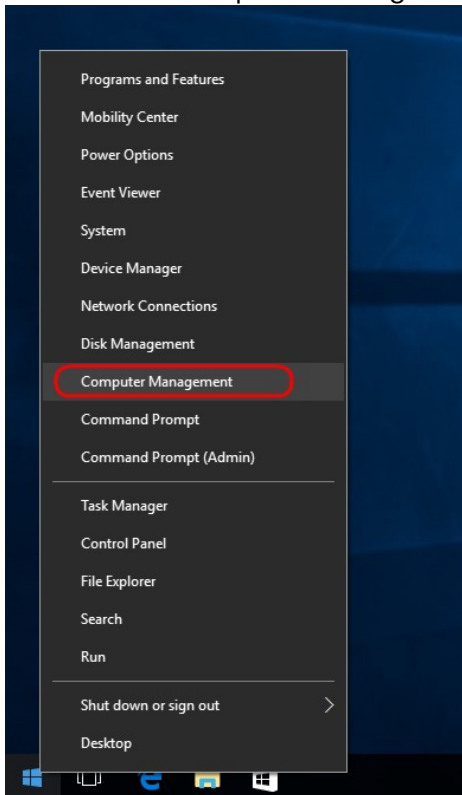 Programs and Features
Mobility Center
Power Options
Event Viewer
System
Device Manager
Network Connections
Disk Management
Computer Management
Command Prompt
Command Prompt (Admin)
Task Manager
Control Panel
File Explorer
Search
Run
Shut down or sign out
Desktop